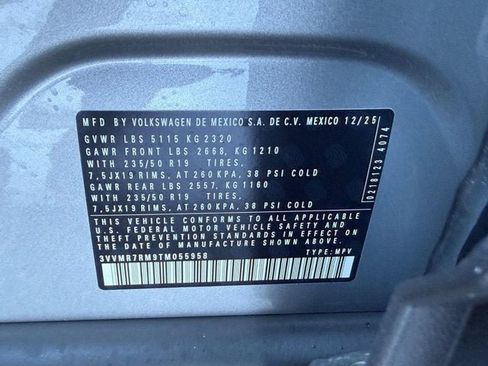 MFD BY VOLKSWAGEN DE MEXICO S.A. DE C.V. MEXICO 12/25
GVWR LBS 5115 KG 2320
GAWR FRONT LBS 2668, KG 1210
WITH 235/50 R19 TIRES,
7,5JX19 RIMS, AT 260 KPA, 38 PSI COLD
GAWR REAR LBS 2557, KG 1160
WITH 235/50 R19 TIRES,
7,5JX19 RIMS, AT 260 KPA, 38 PSI COLD
THIS VEHICLE CONFORMS TO ALL APPLICABLE
U.S. FEDERAL MOTOR VEHICLE SAFETY AND
THEFT PREVENTION STANDARDS IN EFFECT ON THE
DATE OF MANUFACTURE SHOWN ABOVE.
3VVMR7RM9TM055958 TYPE: MPV
0218123 4074